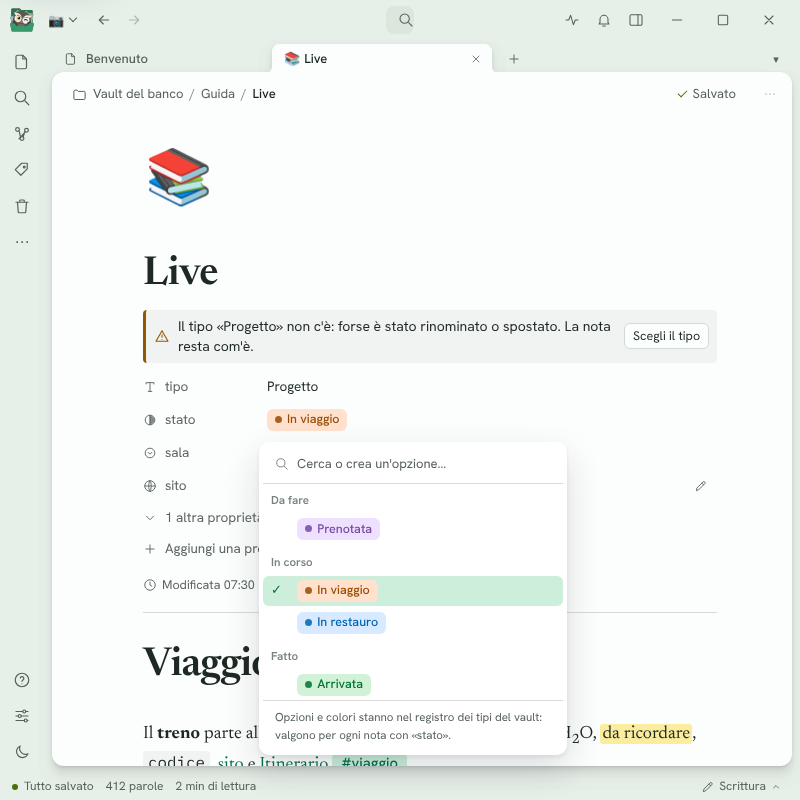 Benvenuto
Live
Vault del banco / Guida / Live
Salvato
Live
Il tipo «Progetto» non c'è: forse è stato rinominato o spostato. La nota
resta com'è.
Scegli il tipo
tipo Progetto
stato In viaggio
sala
sito
1 altra propriet
Aggiungi una pr
Modificata 07:30
Cerca o crea un'opzione...
Da fare
Prenotata
In corso
✓ In viaggio
In restauro
Fatto
Arrivata
Opzioni e colori stanno nel registro dei tipi del vault:
valgono per ogni nota con «stato».
Viaggi
Il treno parte al H₂O, da ricordare,
codice sito e Itinerario #viaggio
Tutto salvato 412 parole 2 min di lettura
Scrittura